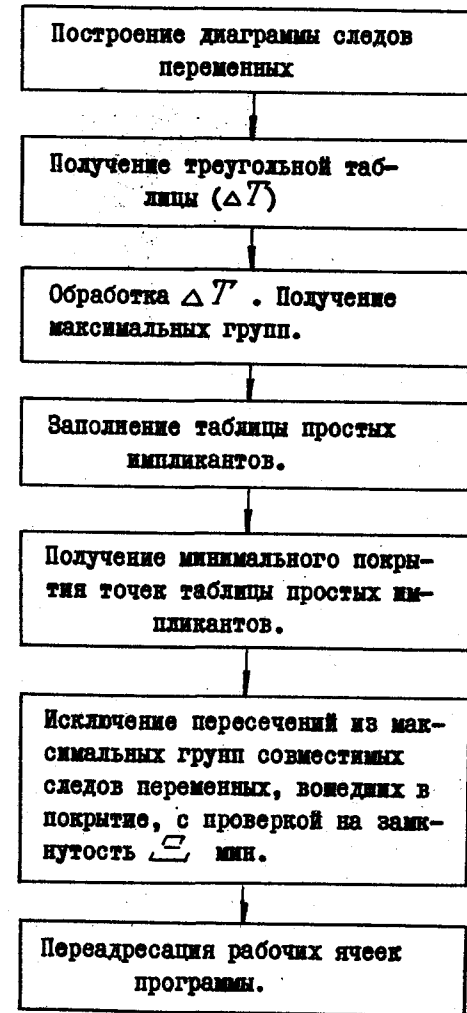 Построение диаграммы следов
переменных
Получение треугольной таб-
лицы (△T)
Обработка △T . Получение
максимальных групп.
Заполнение таблицы простых
импликантов.
Получение минимального покры-
тия точек таблицы простых им-
пликантов.
Исключение пересечений из мак-
симальных групп совместимых
следов переменных, вошедших в
покрытие, с проверкой на замк-
нутость Ξ мин.
Переадресация рабочих ячеек
программы.